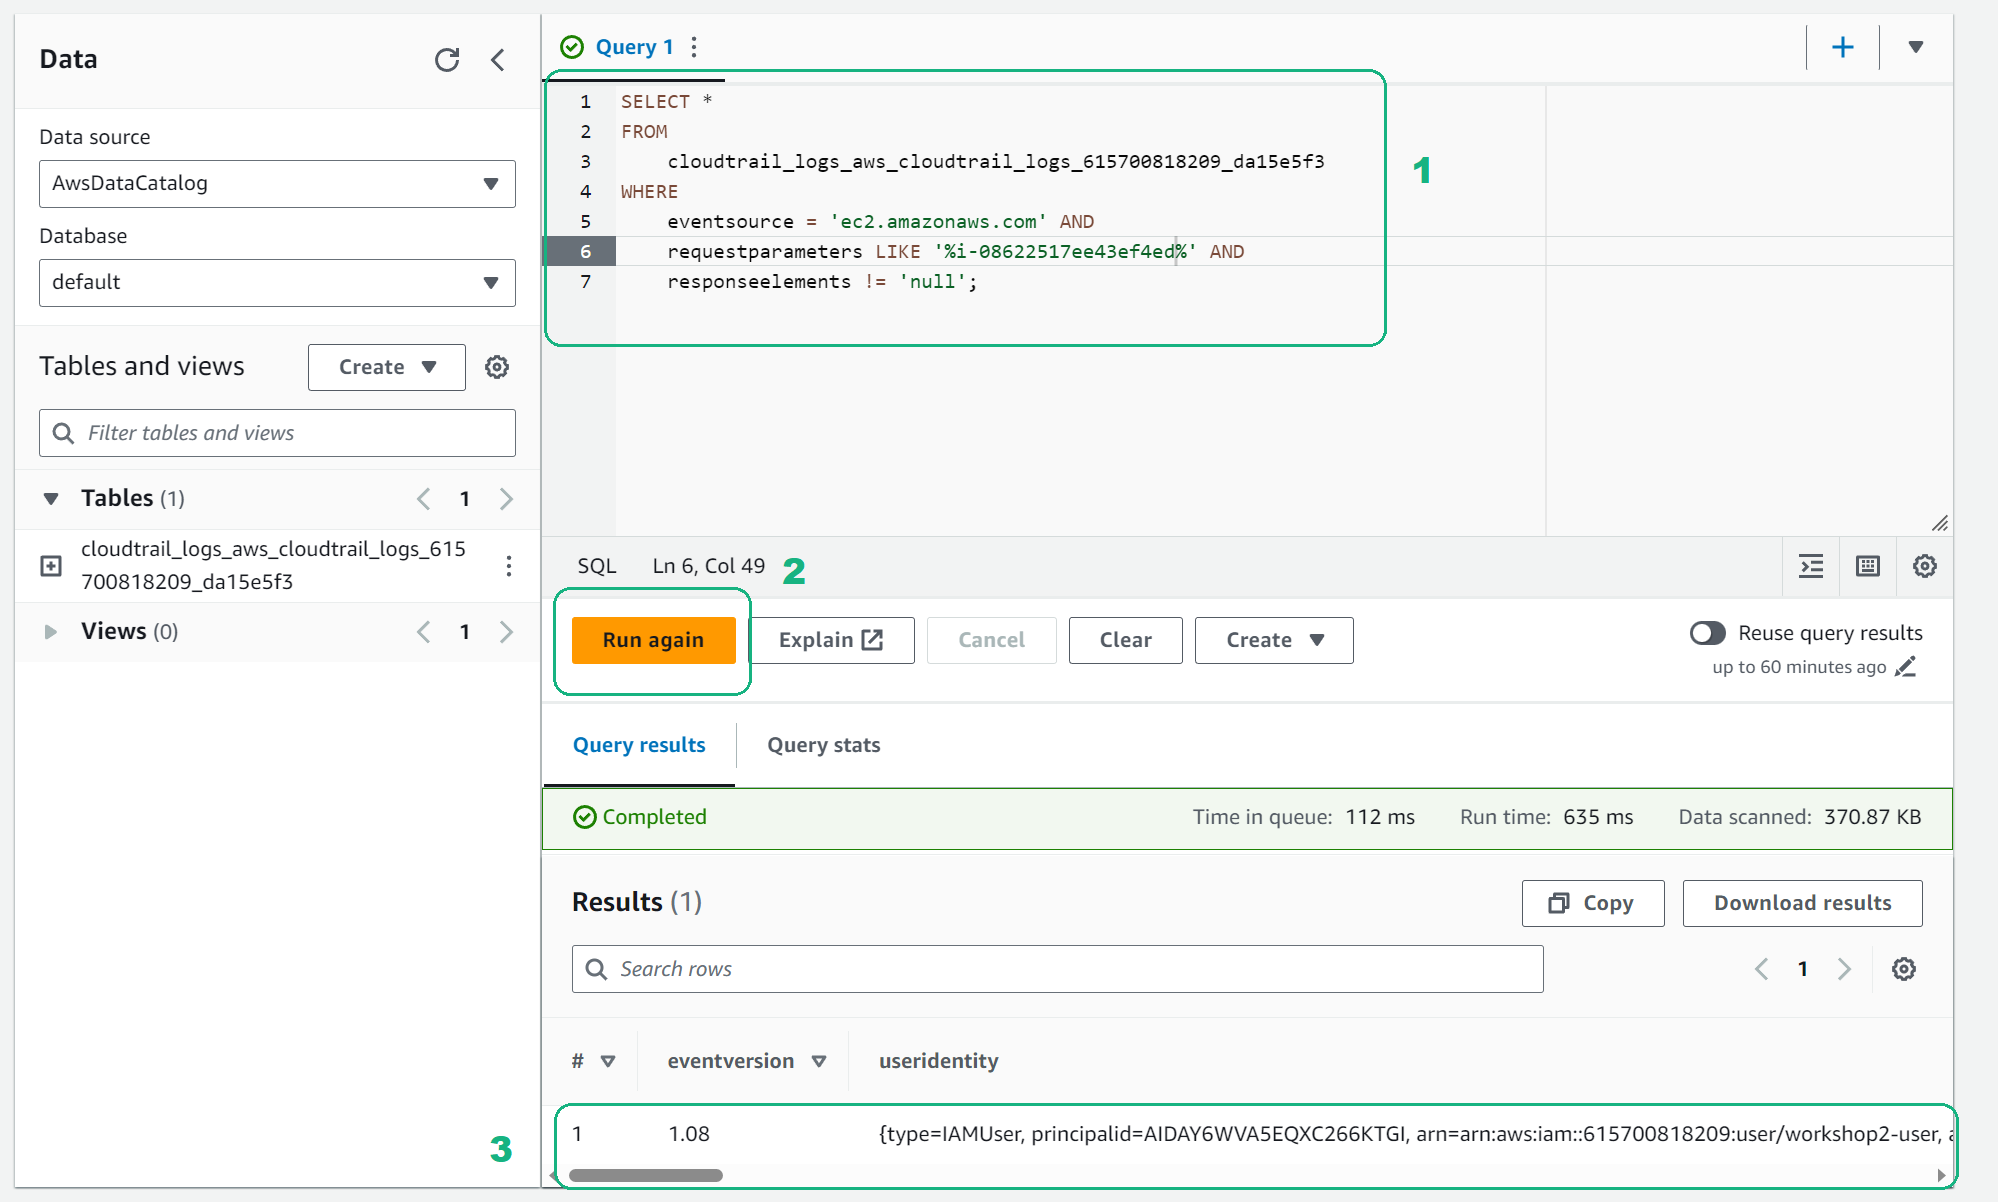 Data
Data source
AwsDataCatalog
Database
default
Tables and views
Create
Filter tables and views
Tables (1)
1
cloudtrail_logs_aws_cloudtrail_logs_615
700818209_da15e5f3
Views (0)
1
3
Query 1
1 SELECT *
2 FROM
3 cloudtrail_logs_aws_cloudtrail_logs_615700818209_da15e5f3
4 WHERE
5 eventsource = 'ec2.amazonaws.com' AND
6 requestparameters LIKE '%i-08622517ee43ef4ed%' AND
7 responseelements != 'null';
1
SQL Ln 6, Col 49
2
Run again Explain Cancel Clear Create
Reuse query results
up to 60 minutes ago
Query results Query stats
Completed Time in queue: 112 ms Run time: 635 ms Data scanned: 370.87 KB
Results (1) Copy Download results
Search rows 1
# eventversion useridentity
1 1.08 {type=IAMUser, principalid=AIDAY6WVA5EQXC266KTGI, arn=arn:aws:iam::615700818209:user/workshop2-user,